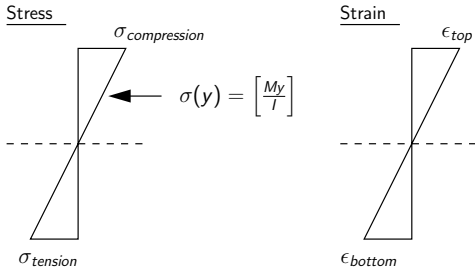 Stress
σ_compression
σ(y) = [My/I]
σ_tension
Strain
ϵ_top
ϵ_bottom